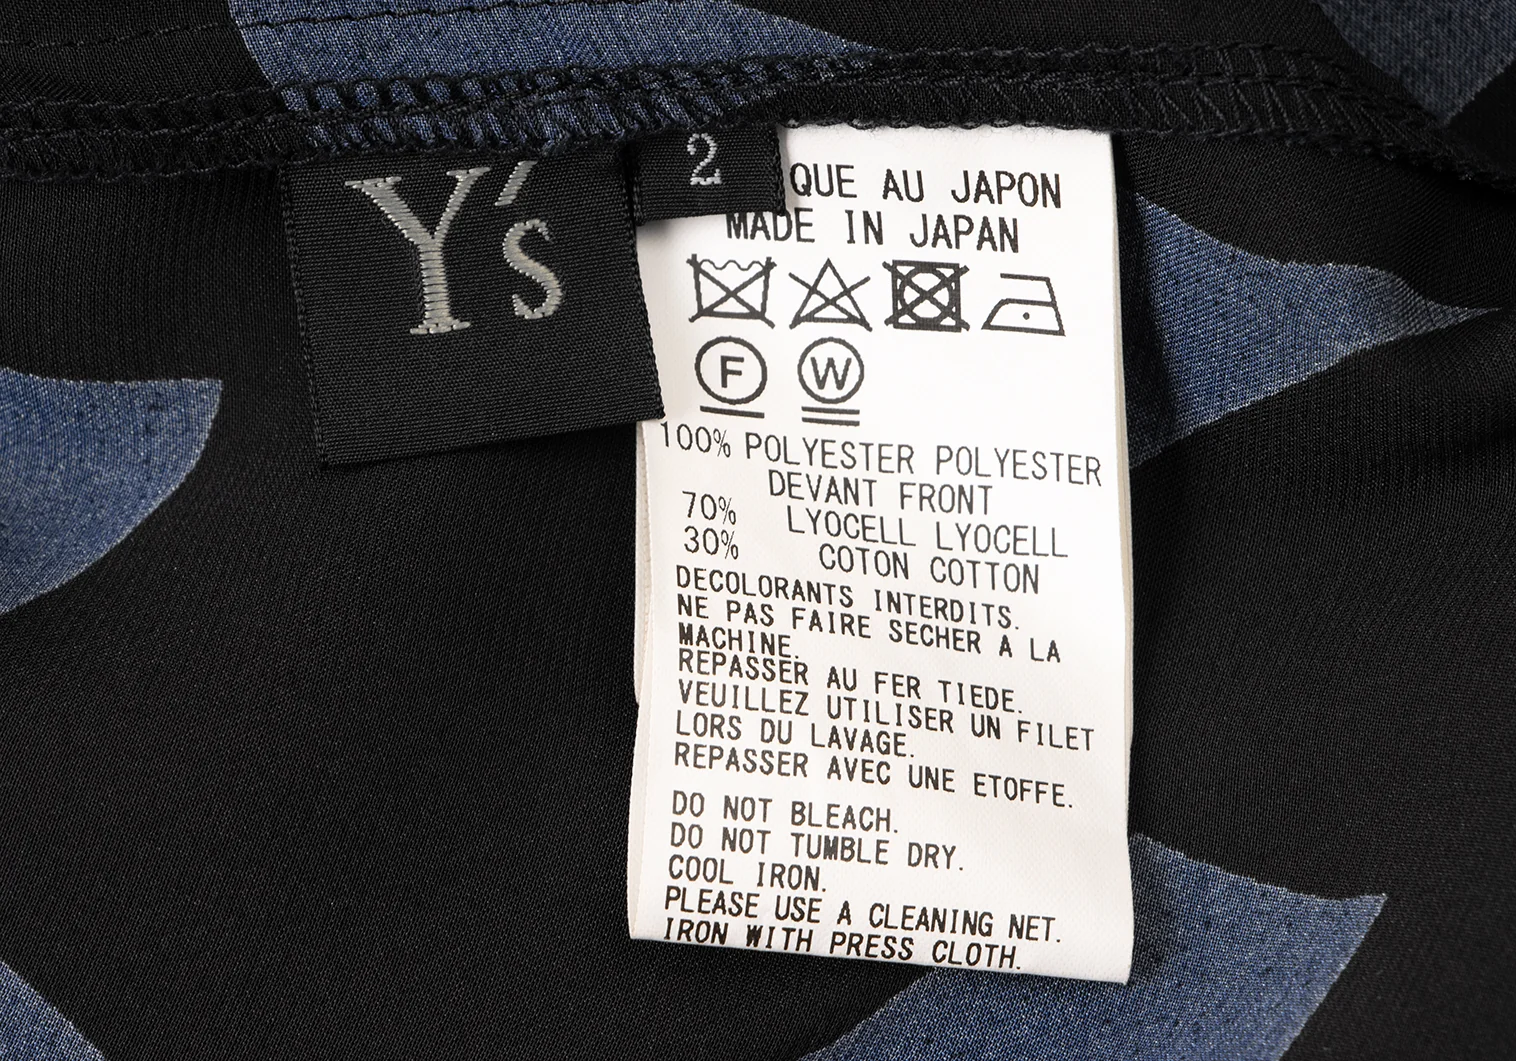 Y's
2
QUE AU JAPON
MADE IN JAPAN
F W
100% POLYESTER POLYESTER
DEVANT FRONT
70% LYOCELL LYOCELL
30% COTON COTTON
DECOLORANTS INTERDITS.
NE PAS FAIRE SECHER A LA
MACHINE.
REPASSER AU FER TIEDE.
VEUILLEZ UTILISER UN FILET
LORS DU LAVAGE.
REPASSER AVEC UNE ETOFFE.
DO NOT BLEACH.
DO NOT TUMBLE DRY.
COOL IRON.
PLEASE USE A CLEANING NET.
IRON WITH PRESS CLOTH.